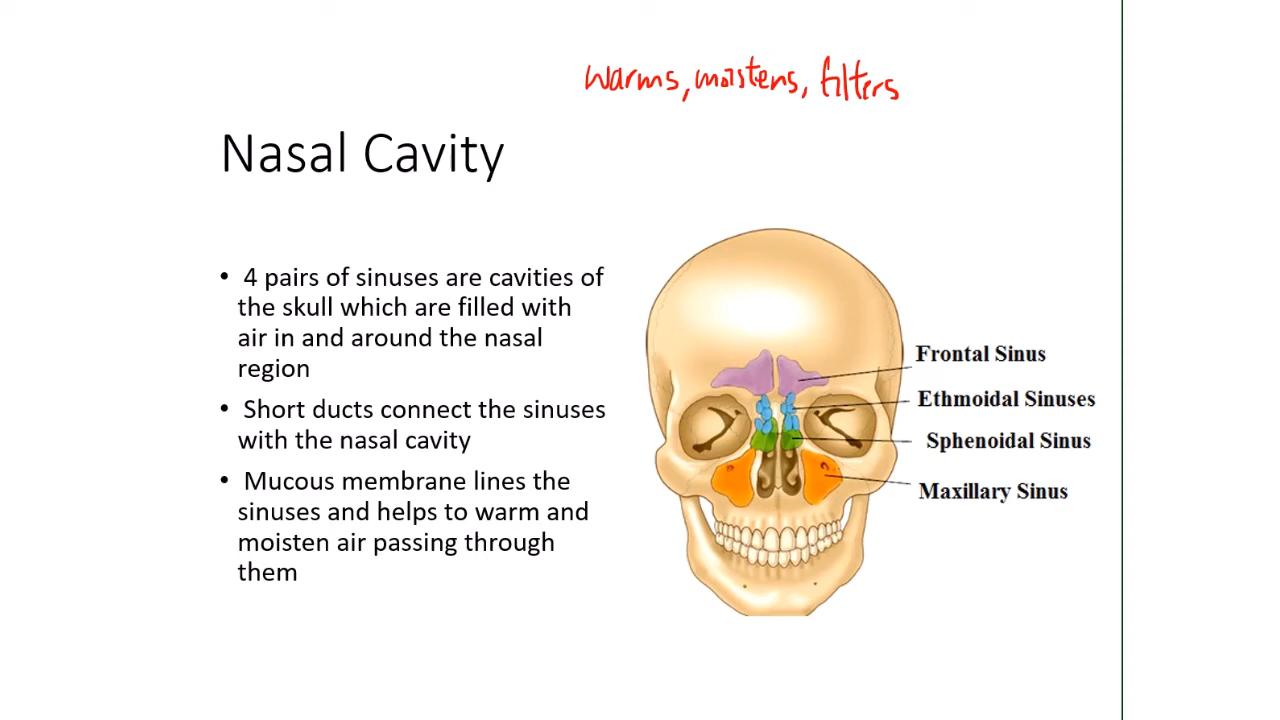 warms, moistens, filters
Nasal Cavity
• 4 pairs of sinuses are cavities of
the skull which are filled with
air in and around the nasal
region
• Short ducts connect the sinuses
with the nasal cavity
• Mucous membrane lines the
sinuses and helps to warm and
moisten air passing through
them
Frontal Sinus
Ethmoidal Sinuses
Sphenoidal Sinus
Maxillary Sinus